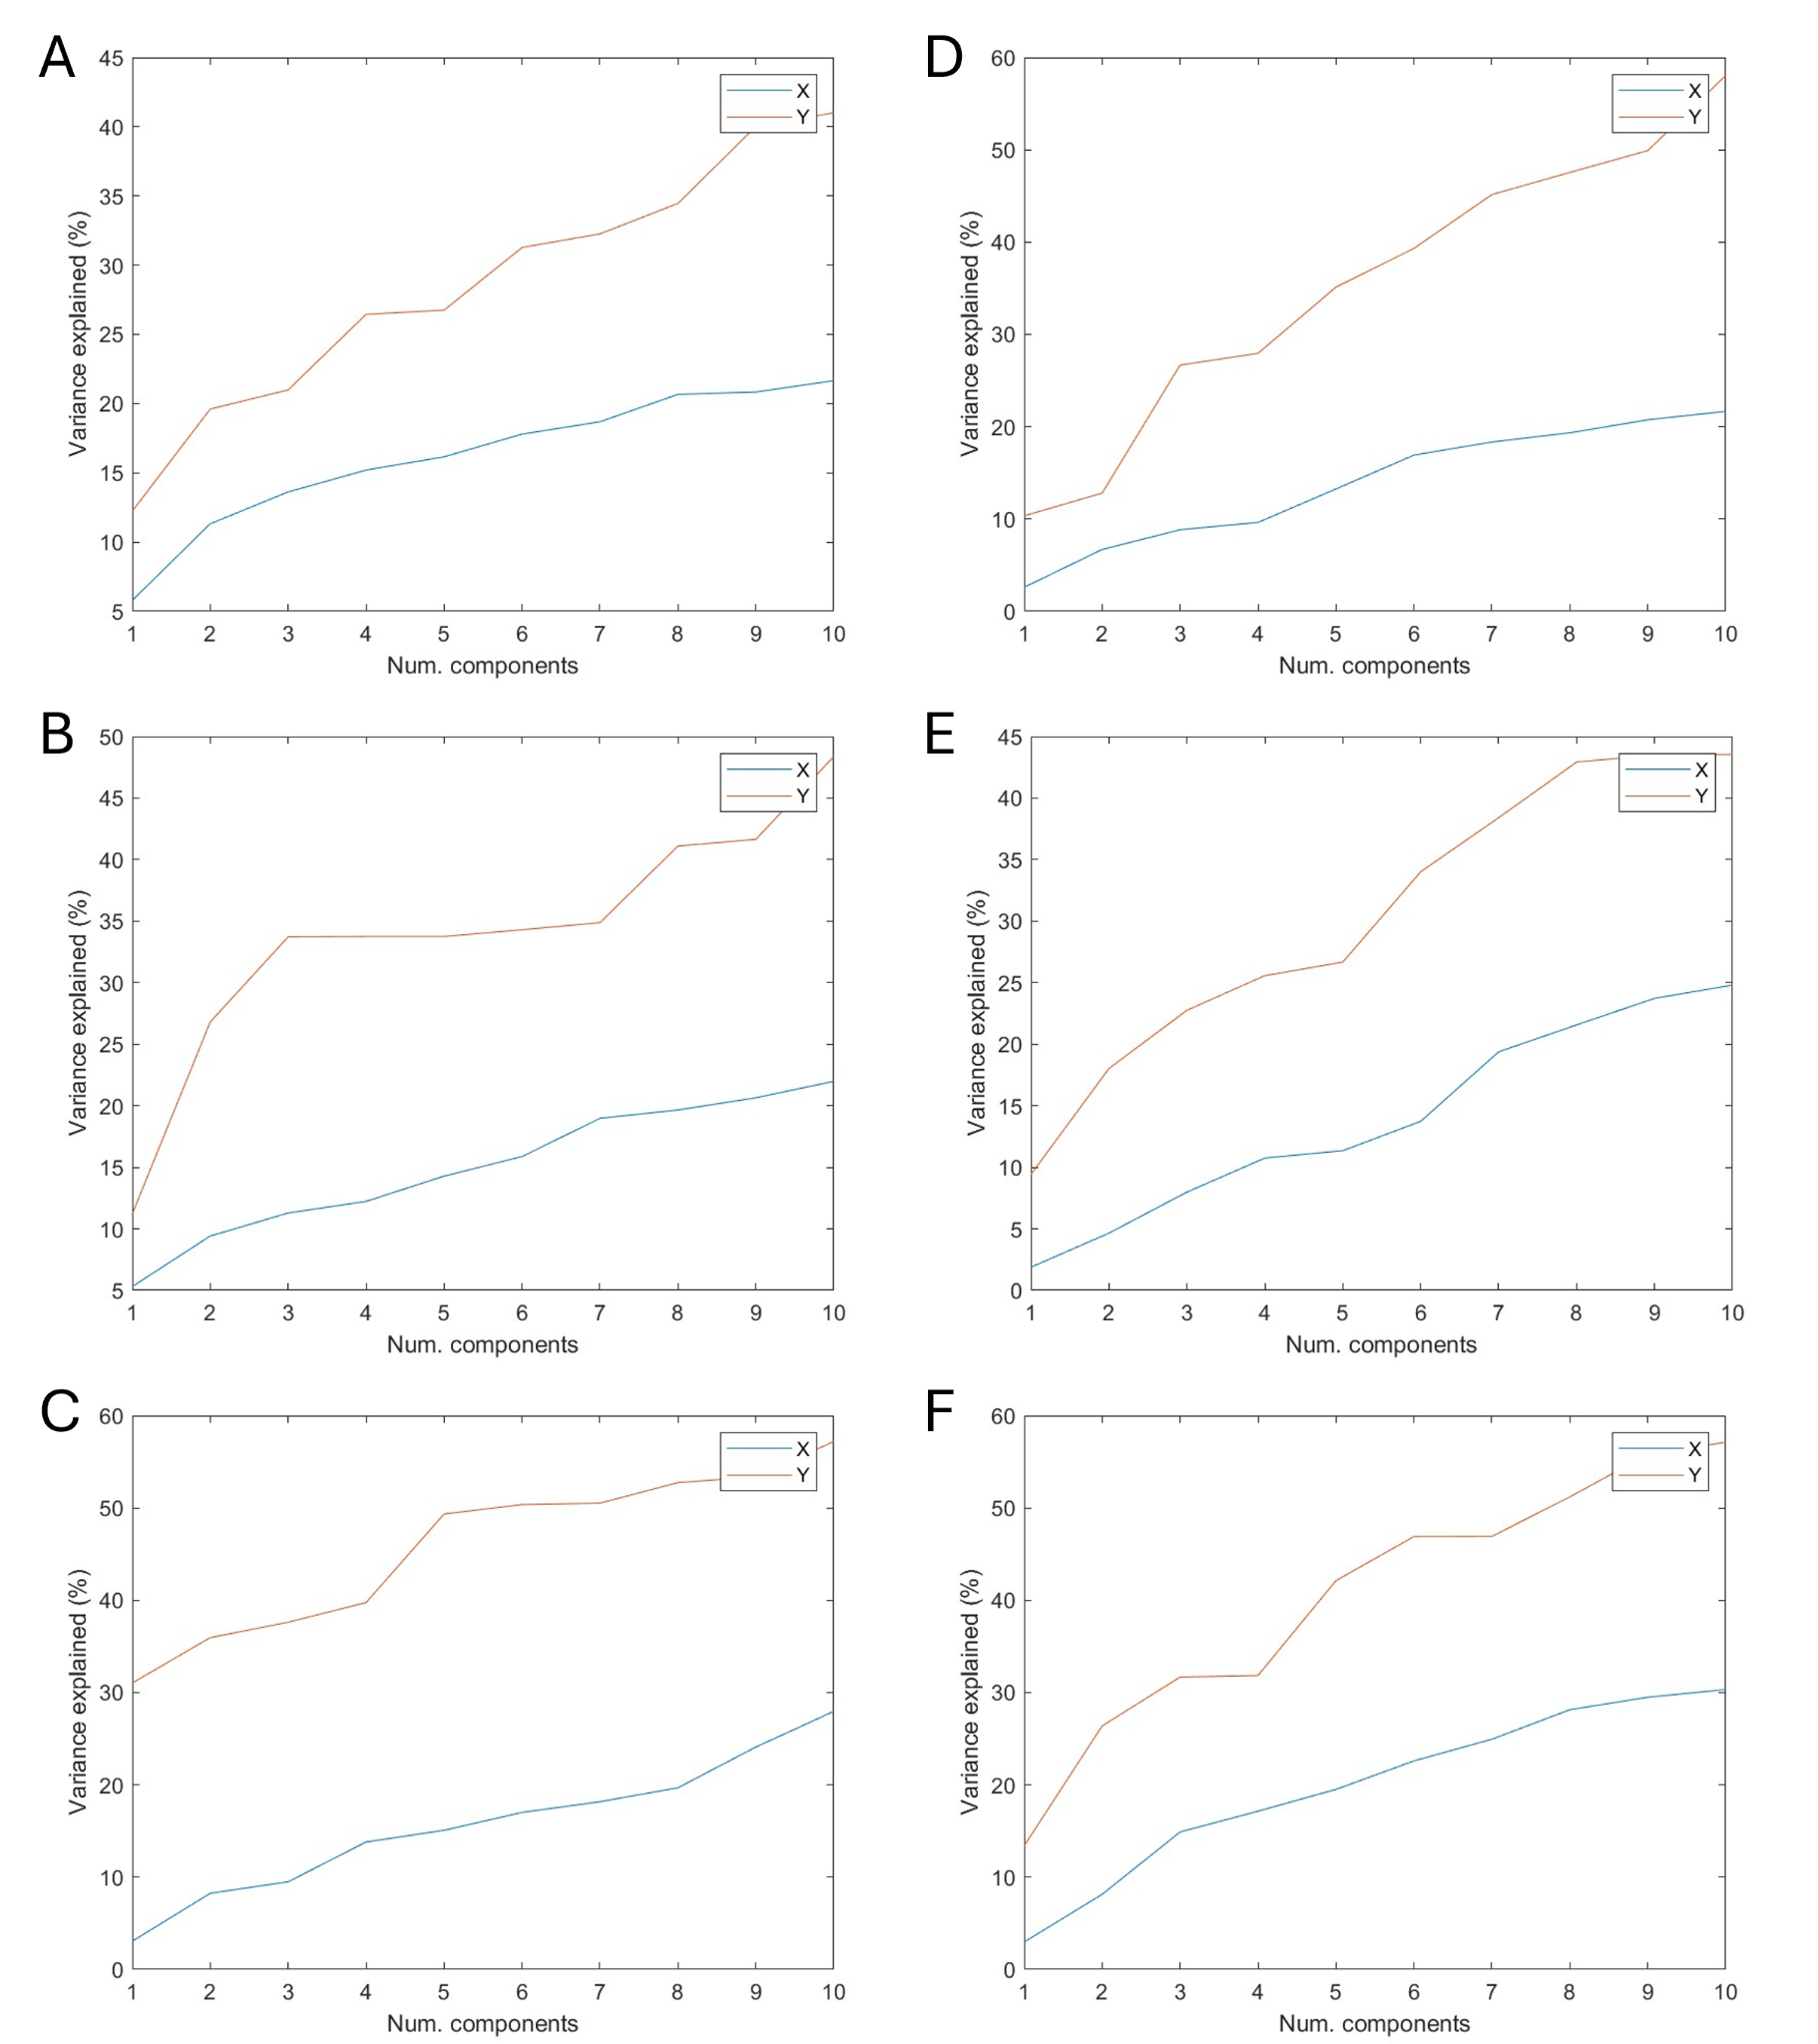 A
45
40
35
30
25
20
15
10
5
Variance explained (%)
X
Y
1 2 3 4 5 6 7 8 9 10
Num. components
D
60
50
40
30
20
10
0
Variance explained (%)
X
Y
1 2 3 4 5 6 7 8 9 10
Num. components
B
50
45
40
35
30
25
20
15
10
5
Variance explained (%)
X
Y
1 2 3 4 5 6 7 8 9 10
Num. components
E
45
40
35
30
25
20
15
10
5
0
Variance explained (%)
X
Y
1 2 3 4 5 6 7 8 9 10
Num. components
C
60
50
40
30
20
10
0
Variance explained (%)
X
Y
1 2 3 4 5 6 7 8 9 10
Num. components
F
60
50
40
30
20
10
0
Variance explained (%)
X
Y
1 2 3 4 5 6 7 8 9 10
Num. components